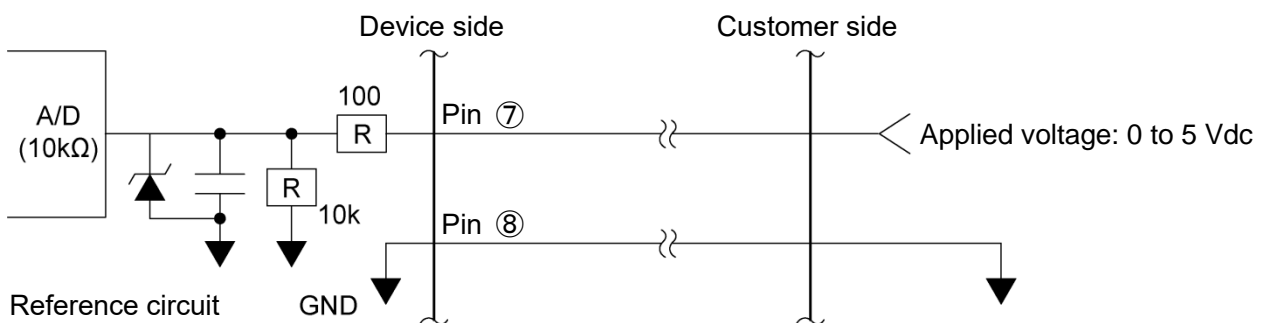 Device side
Customer side
A/D
(10kΩ)
100
R
Pin ⑦
Applied voltage: 0 to 5 Vdc
R
10k
Pin ⑧
Reference circuit
GND